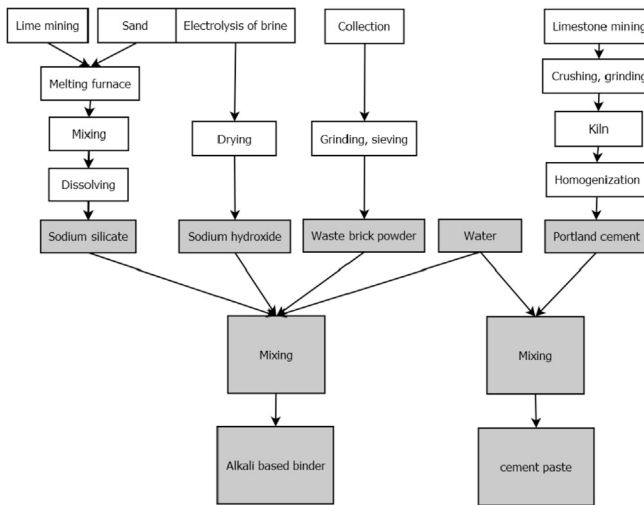 Lime mining
Sand
Electrolysis of brine
Collection
Limestone mining
Melting furnace
Crushing, grinding
Mixing
Drying
Grinding, sieving
Kiln
Dissolving
Homogenization
Sodium silicate
Sodium hydroxide
Waste brick powder
Water
Portland cement
Mixing
Mixing
Alkali based binder
cement paste